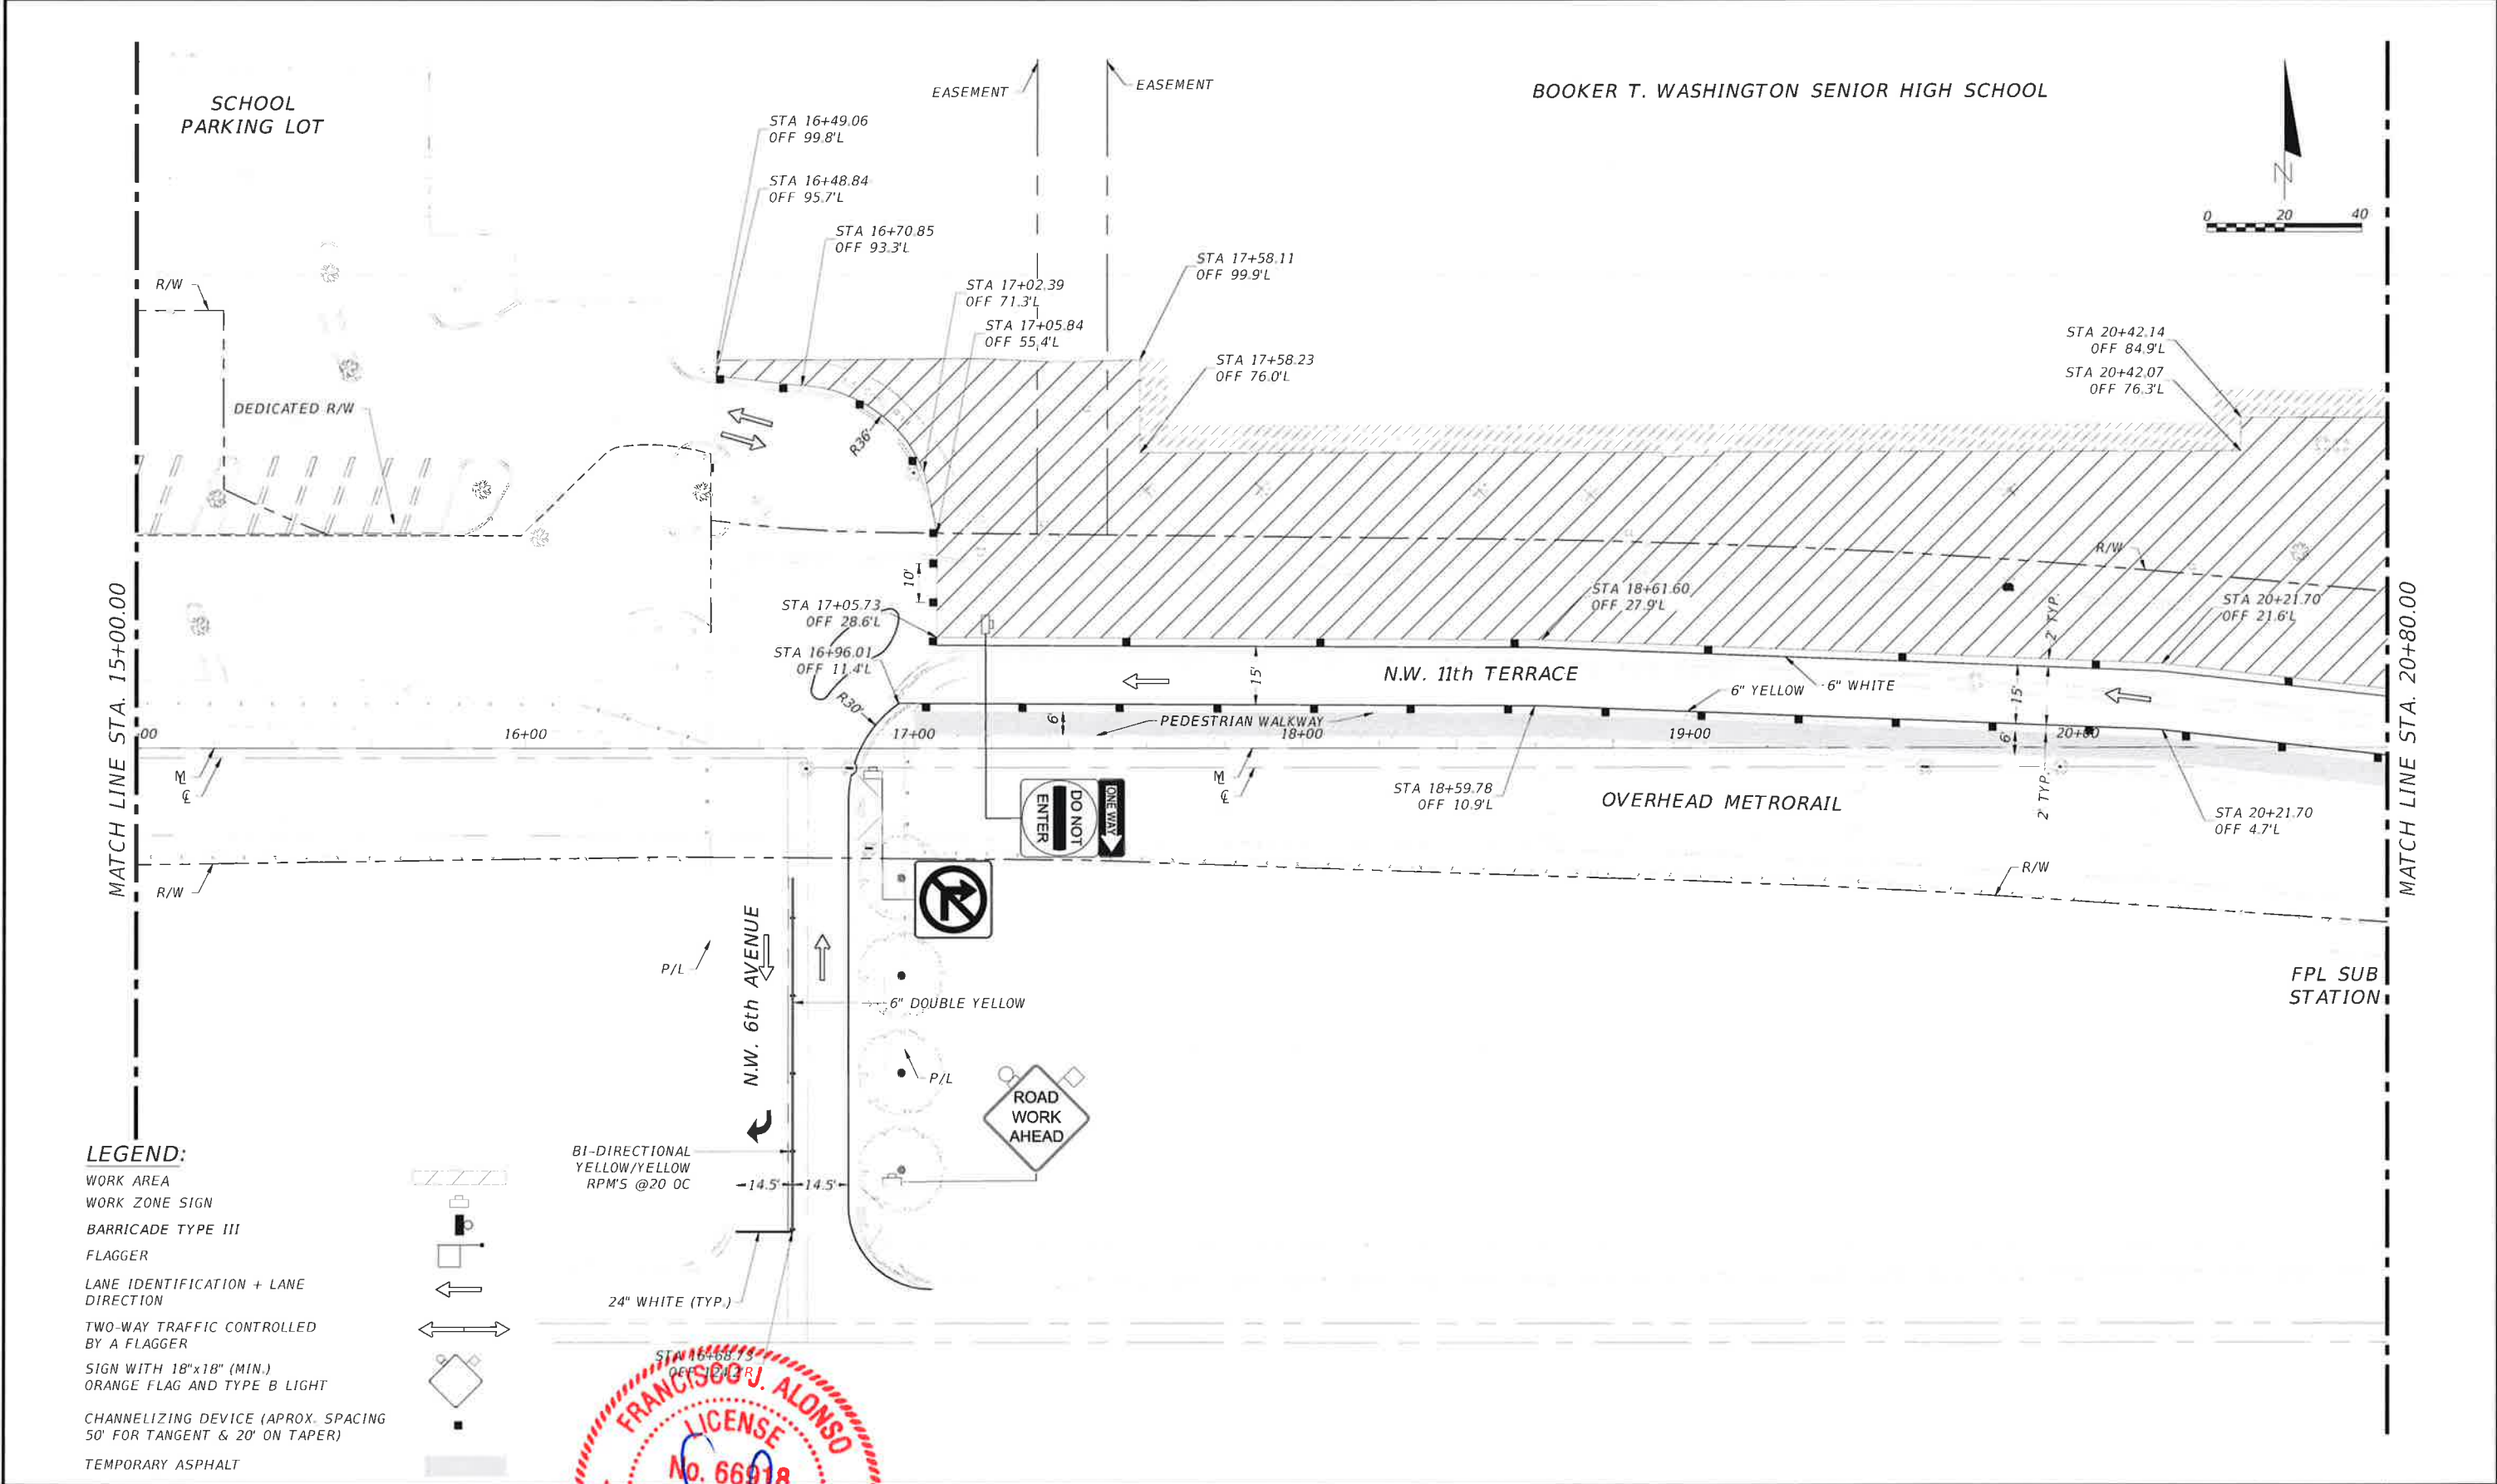 SCHOOL
PARKING LOT
EASEMENT
EASEMENT
BOOKER T. WASHINGTON SENIOR HIGH SCHOOL
N
0 20 40
STA 16+49.06
OFF 99.8'L
STA 16+48.84
OFF 95.7'L
STA 16+70.85
OFF 93.3'L
STA 17+02.39
OFF 71.3'L
STA 17+05.84
OFF 55.4'L
STA 17+58.11
OFF 99.9'L
STA 17+58.23
OFF 76.0'L
STA 20+42.14
OFF 84.9'L
STA 20+42.07
OFF 76.3'L
R/W
DEDICATED R/W
R36'
10'
R/W
STA 17+05.73
OFF 28.6'L
STA 16+96.01
OFF 11.4'L
R30'
STA 18+61.60
OFF 27.9'L
2' TYP.
STA 20+21.70
OFF 21.6'L
15'
N.W. 11th TERRACE
6" YELLOW
6" WHITE
15'
6'
PEDESTRIAN WALKWAY
6'
00
16+00
17+00
18+00
19+00
20+00
MATCH LINE STA. 15+00.00
MATCH LINE STA. 20+80.00
STA 18+59.78
OFF 10.9'L
OVERHEAD METRORAIL
2' TYP.
STA 20+21.70
OFF 4.7'L
DO NOT
ENTER
ONE WAY
R/W
R/W
N.W. 6th AVENUE
P/L
6" DOUBLE YELLOW
P/L
FPL SUB
STATION
ROAD
WORK
AHEAD
BI-DIRECTIONAL
YELLOW/YELLOW
RPM'S @20 OC
14.5'
14.5'
24" WHITE (TYP.)
STA 16+68.73
OFF 124.2'R
LEGEND:
WORK AREA
WORK ZONE SIGN
BARRICADE TYPE III
FLAGGER
LANE IDENTIFICATION + LANE
DIRECTION
TWO-WAY TRAFFIC CONTROLLED
BY A FLAGGER
SIGN WITH 18"x18" (MIN.)
ORANGE FLAG AND TYPE B LIGHT
CHANNELIZING DEVICE (APROX. SPACING
50' FOR TANGENT & 20' ON TAPER)
TEMPORARY ASPHALT
FRANCISCO J. ALONSO
LICENSE
No. 66918